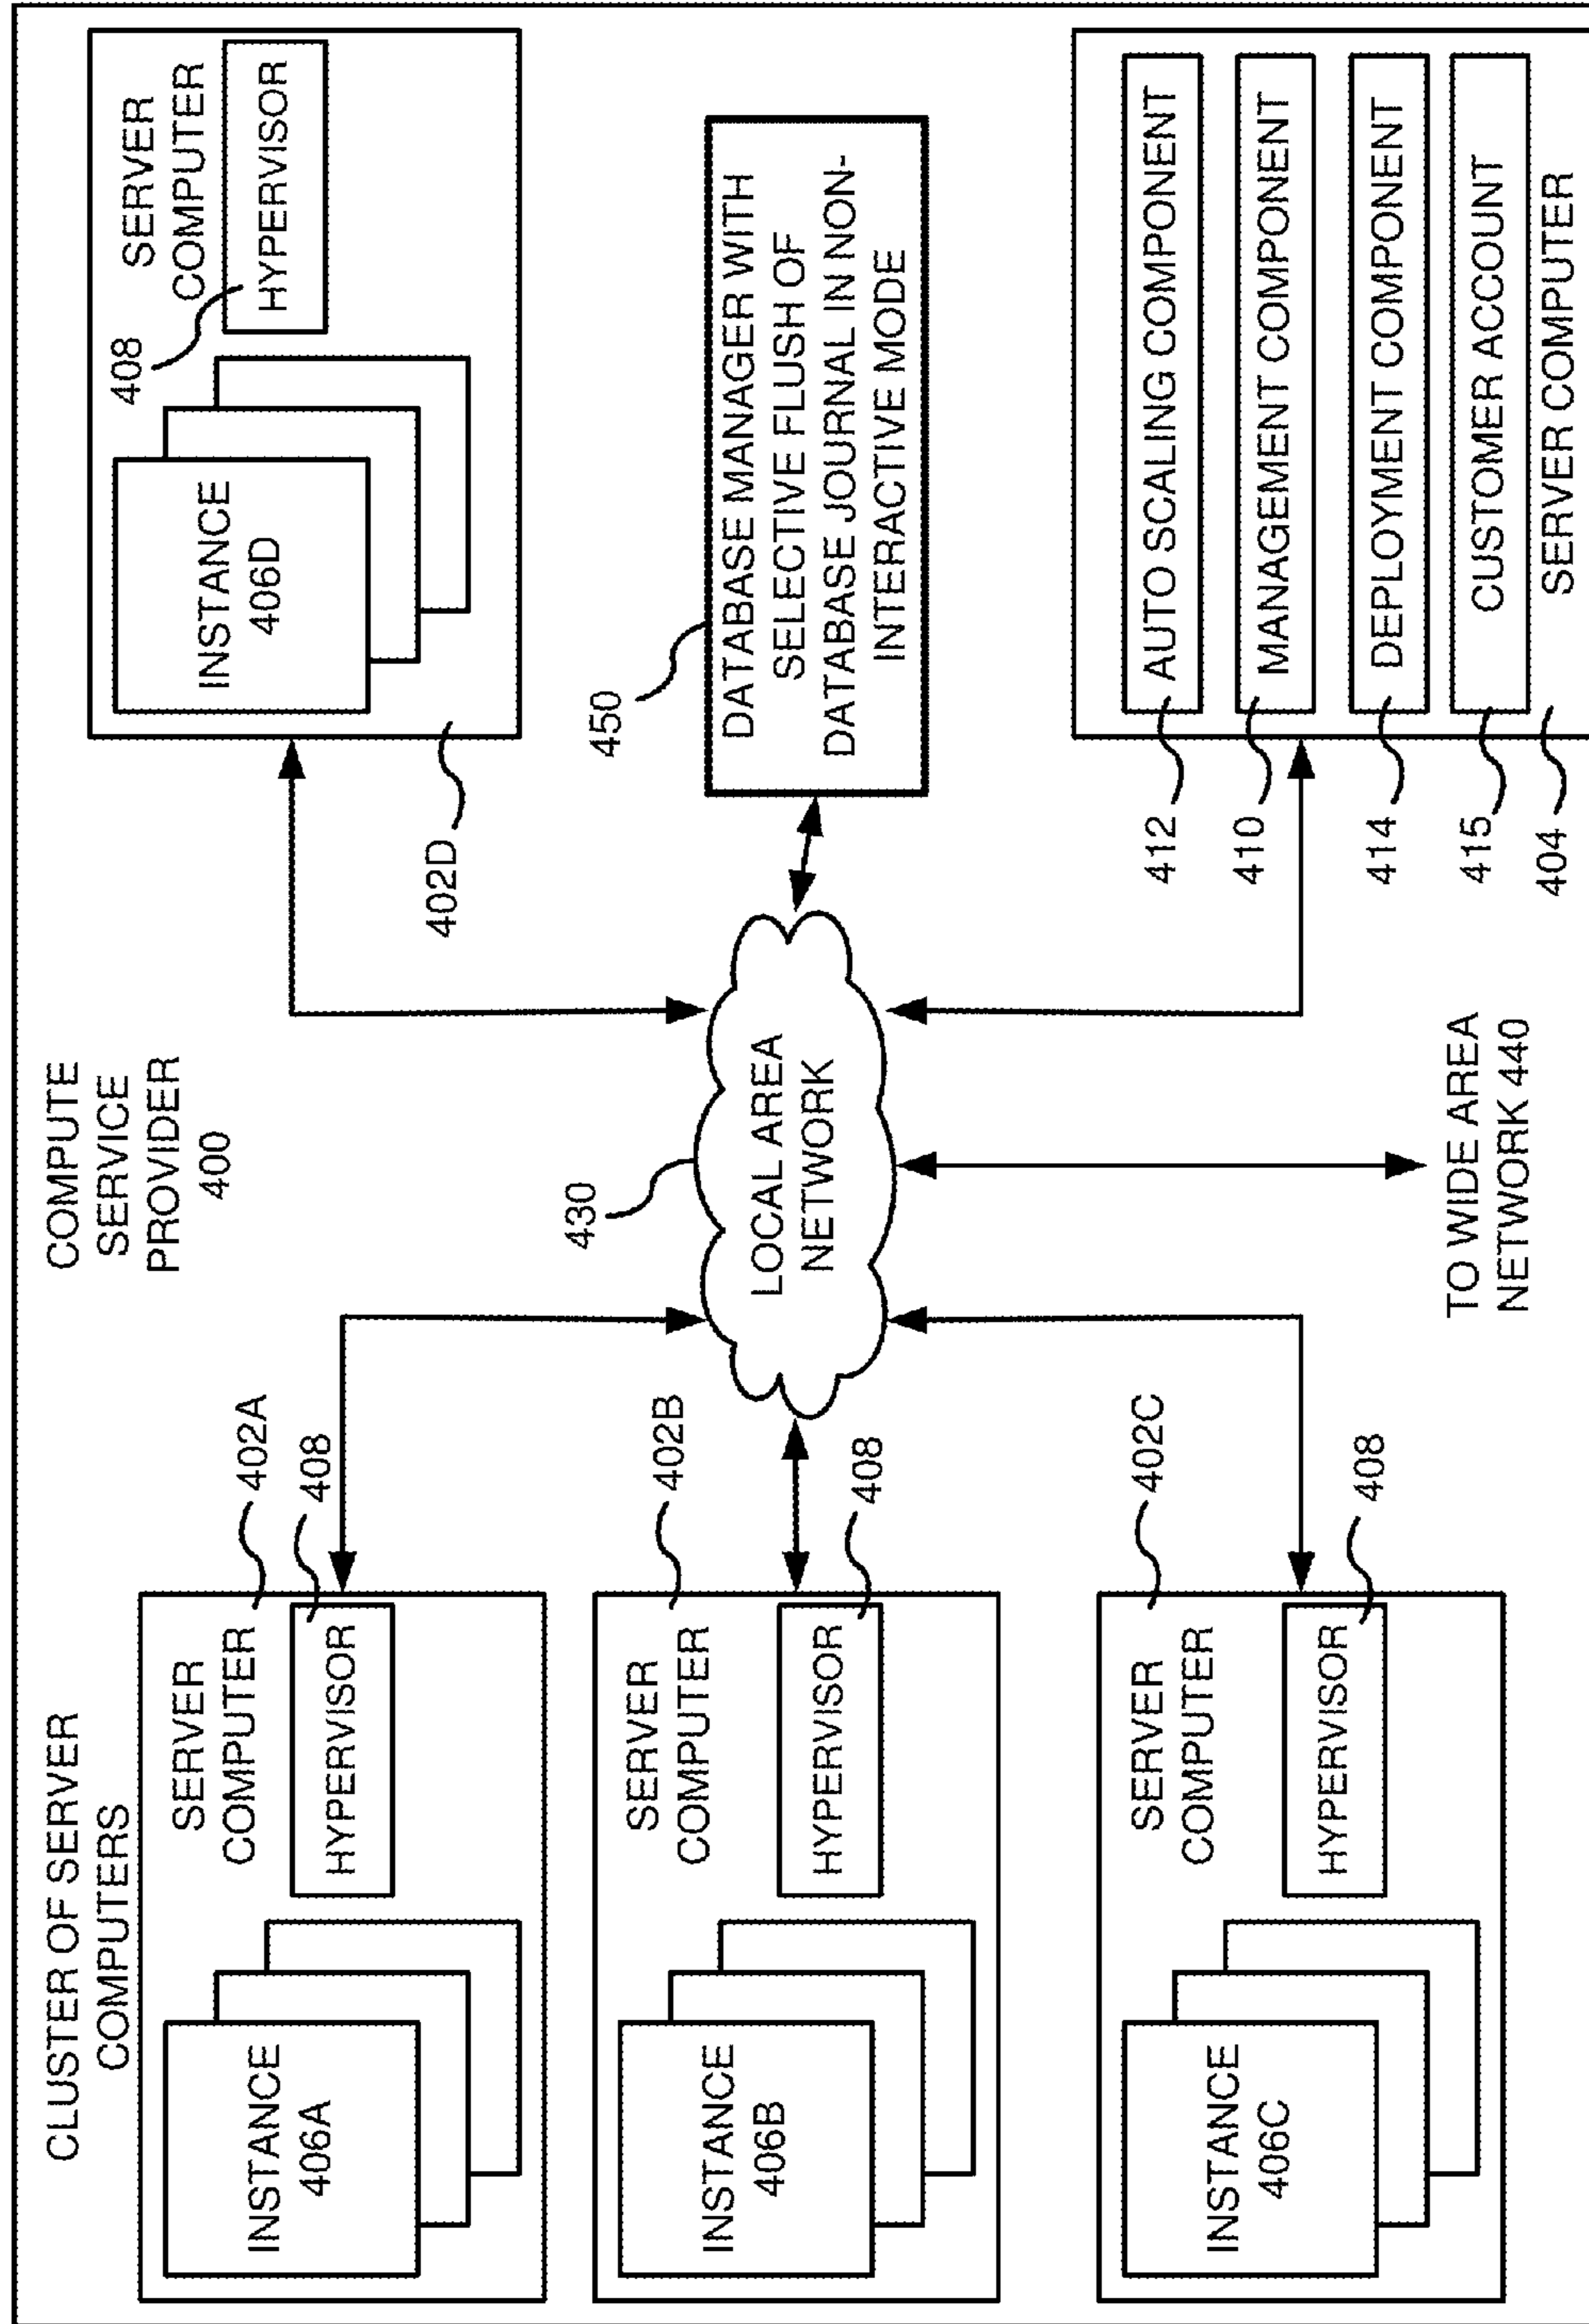 COMPUTE
SERVICE
PROVIDER
400
CLUSTER OF SERVER
COMPUTERS
SERVER
COMPUTER
402A
408
HYPERVISOR
INSTANCE
406A
SERVER
COMPUTER
402B
408
HYPERVISOR
INSTANCE
406B
SERVER
COMPUTER
402C
408
HYPERVISOR
INSTANCE
406C
430
LOCAL AREA
NETWORK
TO WIDE AREA
NETWORK 440
SERVER
COMPUTER
408
HYPERVISOR
INSTANCE
406D
402D
450
DATABASE MANAGER WITH
SELECTIVE FLUSH OF
DATABASE JOURNAL IN NON-
INTERACTIVE MODE
412
AUTO SCALING COMPONENT
410
MANAGEMENT COMPONENT
414
DEPLOYMENT COMPONENT
415
CUSTOMER ACCOUNT
404
SERVER COMPUTER